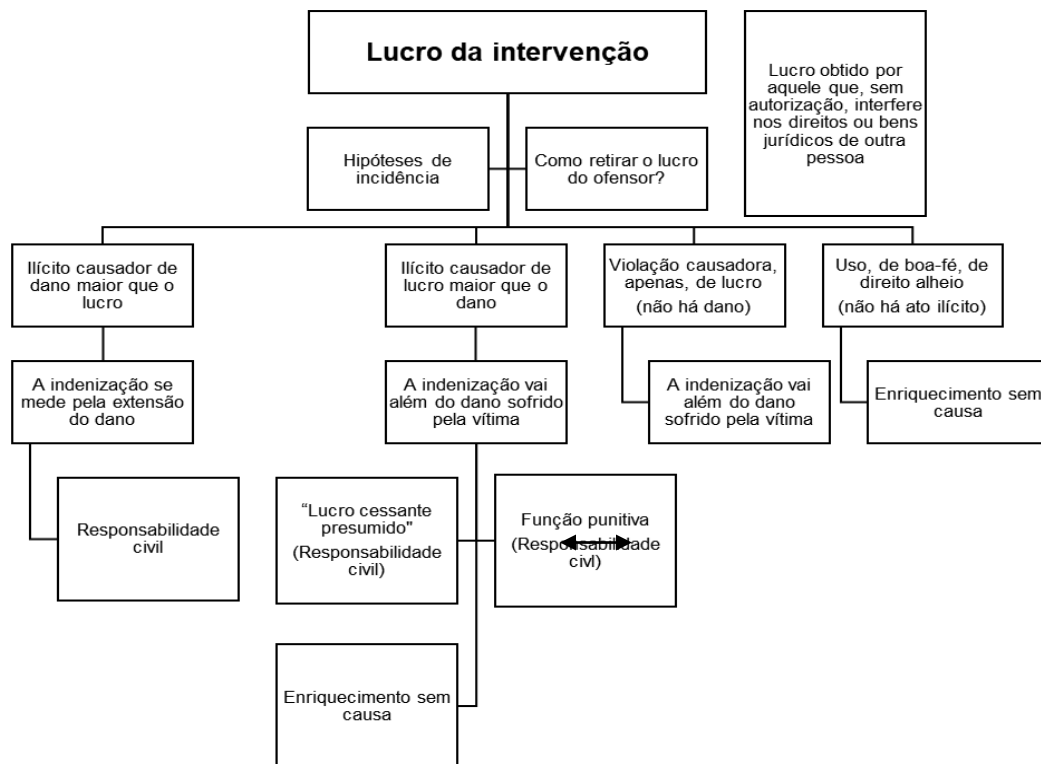 Lucro da intervenção
Lucro obtido por
aquele que, sem
autorização, interfere
nos direitos ou bens
jurídicos de outra
pessoa
Hipóteses de
incidência
Como retirar o lucro
do ofensor?
Ilícito causador de
dano maior que o
lucro
Ilícito causador de
lucro maior que o
dano
Violação causadora,
apenas, de lucro
(não há dano)
Uso, de boa-fé, de
direito alheio
(não há ato ilícito)
A indenização se
mede pela extensão
do dano
A indenização vai
além do dano sofrido
pela vítima
A indenização vai
além do dano
sofrido pela vítima
Enriquecimento sem
causa
Responsabilidade
civil
“Lucro cessante
presumido"
(Responsabilidade
civil)
Função punitiva
(Responsabilidade
civl)
Enriquecimento sem
causa